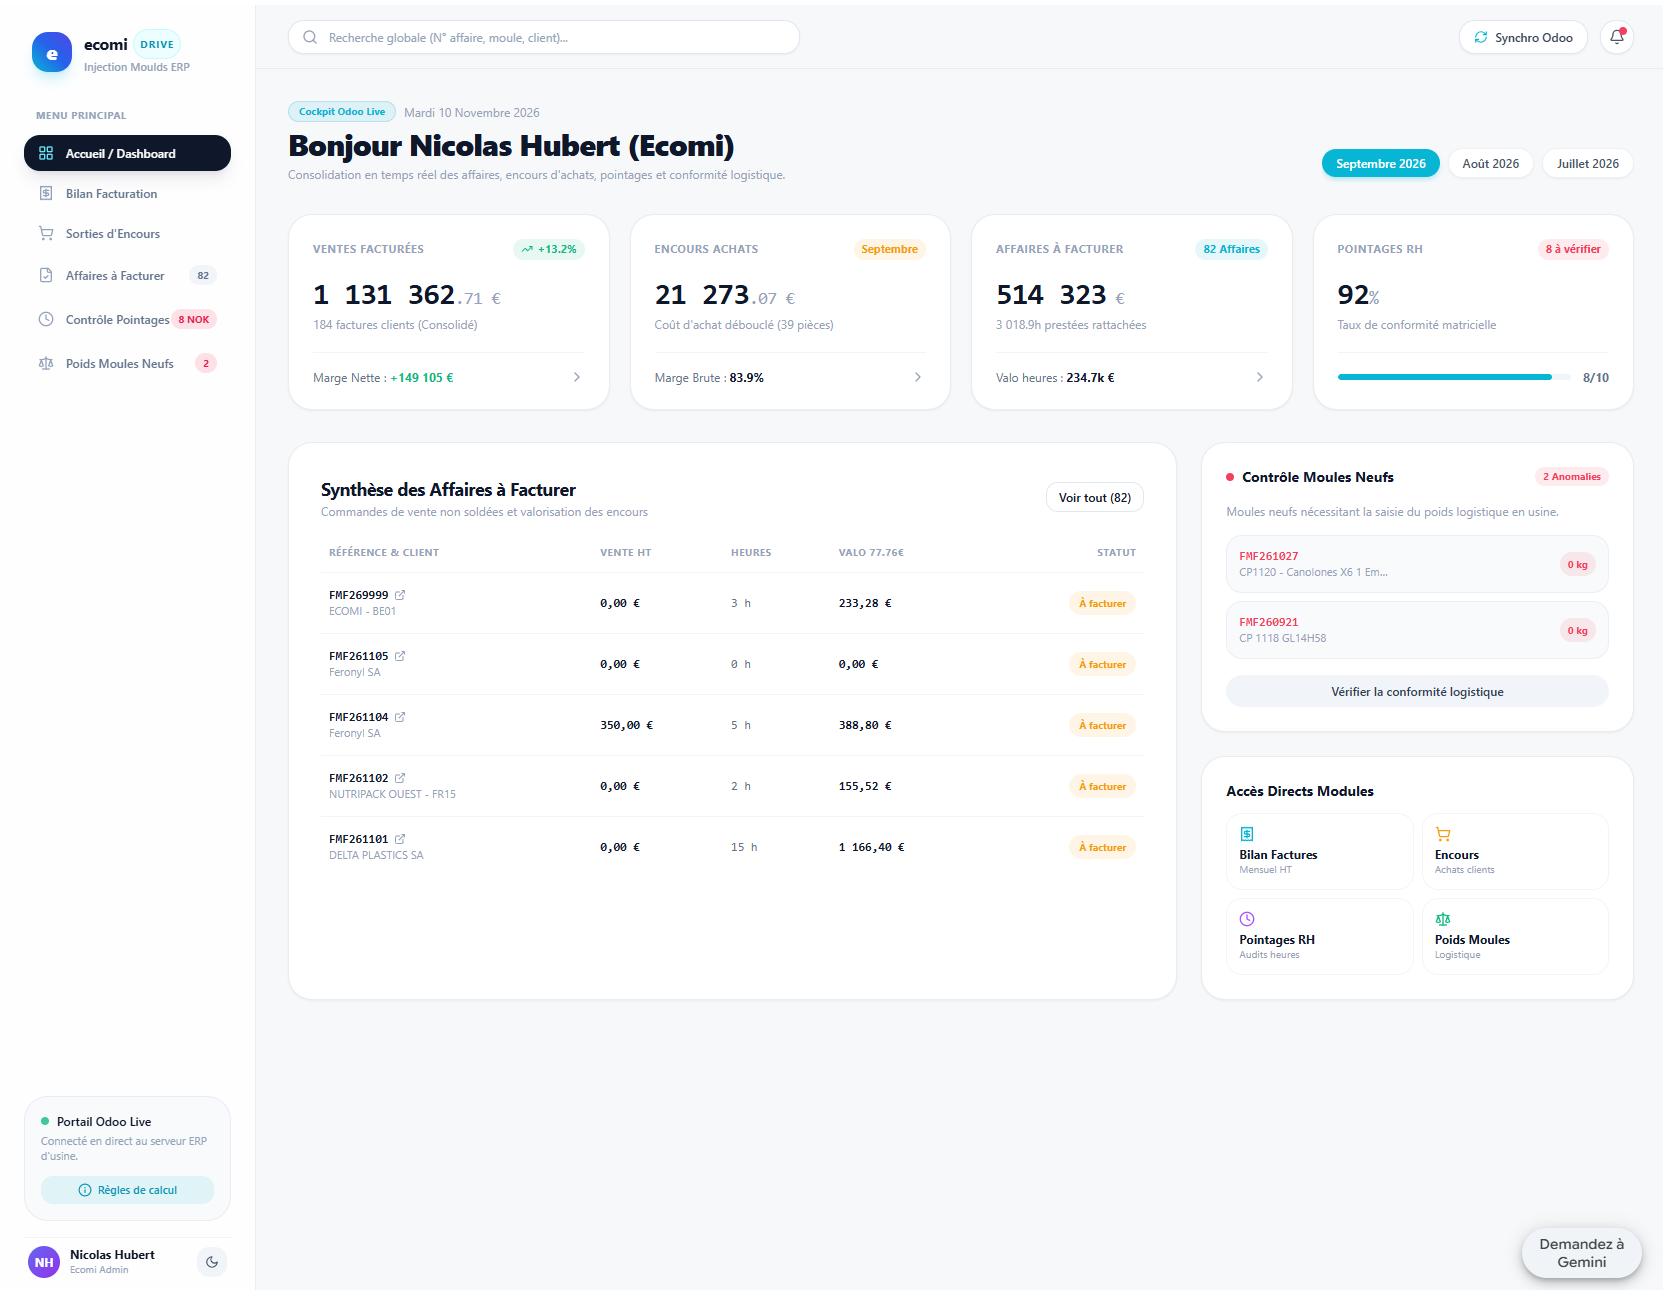 e
ecomi DRIVE
Injection Moulds ERP
MENU PRINCIPAL
Accueil / Dashboard
Bilan Facturation
Sorties d'Encours
Affaires à Facturer 82
Contrôle Pointages 8 NOK
Poids Moules Neufs 2
Portail Odoo Live
Connecté en direct au serveur ERP
d'usine.
Règles de calcul
NH
Nicolas Hubert
Ecomi Admin
Recherche globale (N° affaire, moule, client)...
Synchro Odoo
Cockpit Odoo Live Mardi 10 Novembre 2026
Bonjour Nicolas Hubert (Ecomi)
Consolidation en temps réel des affaires, encours d'achats, pointages et conformité logistique.
Septembre 2026 Août 2026 Juillet 2026
VENTES FACTURÉES +13.2%
1 131 362.71 €
184 factures clients (Consolidé)
Marge Nette : +149 105 €
ENCOURS ACHATS Septembre
21 273.07 €
Coût d'achat débouclé (39 pièces)
Marge Brute : 83.9%
AFFAIRES À FACTURER 82 Affaires
514 323 €
3 018.9h prestées rattachées
Valo heures : 234.7k €
POINTAGES RH 8 à vérifier
92%
Taux de conformité matricielle
8/10
Synthèse des Affaires à Facturer
Commandes de vente non soldées et valorisation des encours
Voir tout (82)
RÉFÉRENCE & CLIENT VENTE HT HEURES VALO 77.76€ STATUT
FMF269999
ECOMI - BE01
0,00 € 3 h 233,28 € À facturer
FMF261105
Feronyl SA
0,00 € 0 h 0,00 € À facturer
FMF261104
Feronyl SA
350,00 € 5 h 388,80 € À facturer
FMF261102
NUTRIPACK OUEST - FR15
0,00 € 2 h 155,52 € À facturer
FMF261101
DELTA PLASTICS SA
0,00 € 15 h 1 166,40 € À facturer
Contrôle Moules Neufs 2 Anomalies
Moules neufs nécessitant la saisie du poids logistique en usine.
FMF261027
CP1120 - Canolones X6 1 Em...
0 kg
FMF260921
CP 1118 GL14H58
0 kg
Vérifier la conformité logistique
Accès Directs Modules
Bilan Factures
Mensuel HT
Encours
Achats clients
Pointages RH
Audits heures
Poids Moules
Logistique
Demandez à
Gemini